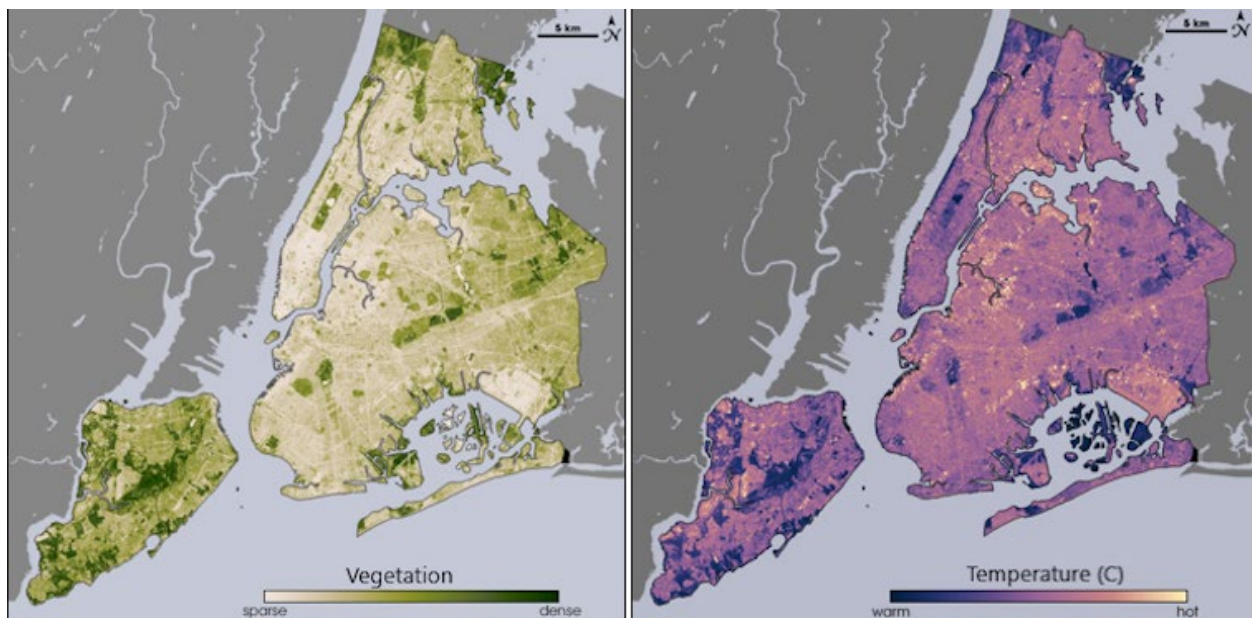 5 km
N
Vegetation
sparse
dense
5 km
N
Temperature (C)
warm
hot